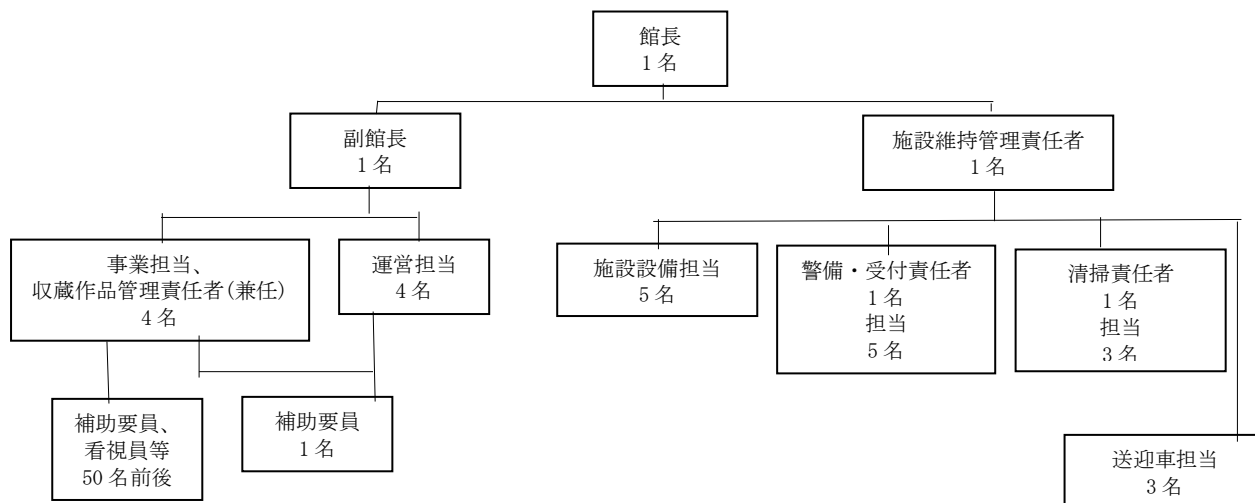 館長
1名
副館長
1名
施設維持管理責任者
1名
事業担当、
収蔵作品管理責任者(兼任)
4名
運営担当
4名
施設設備担当
5名
警備・受付責任者
1名
担当
5名
清掃責任者
1名
担当
3名
補助要員、
看視員等
50名前後
補助要員
1名
送迎車担当
3名